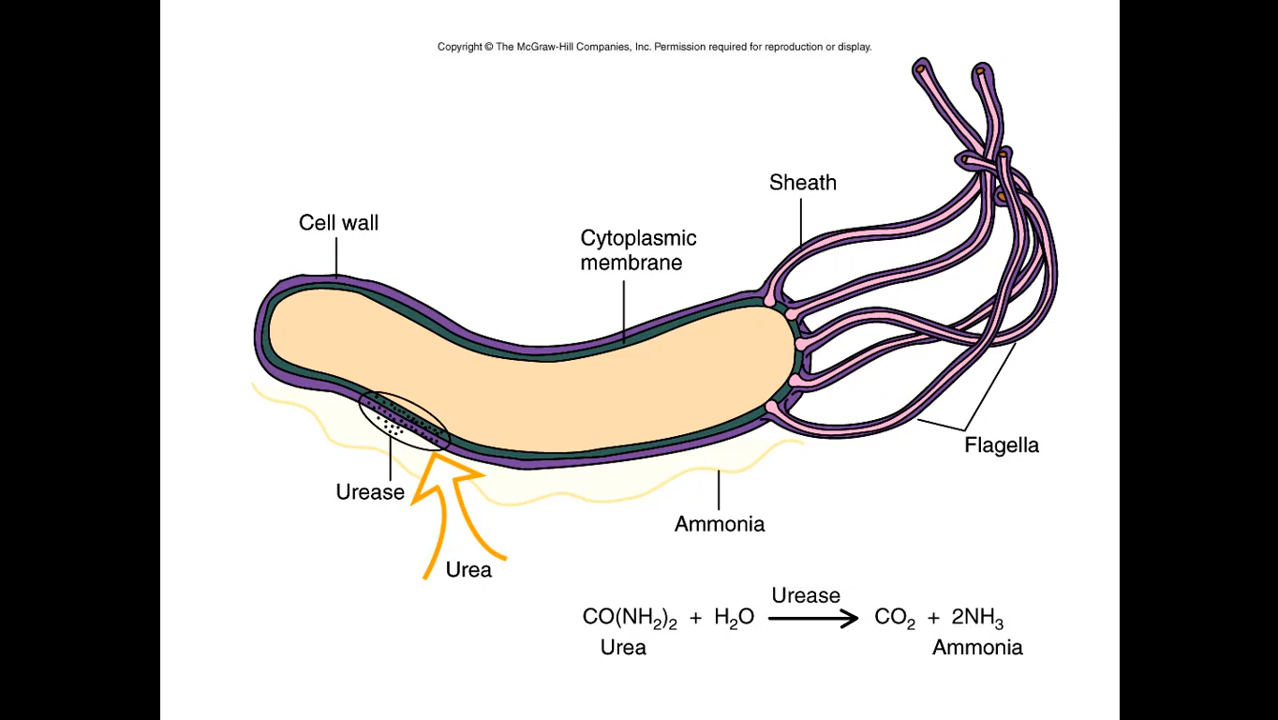 Copyright © The McGraw-Hill Companies, Inc. Permission required for reproduction or display.
Sheath
Cell wall
Cytoplasmic
membrane
Flagella
Urease
Ammonia
Urea
Urease
CO(NH₂)₂ + H₂O → CO₂ + 2NH₃
Urea Ammonia